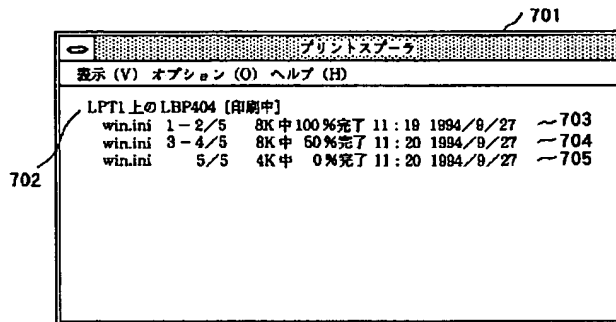 701
プリントスプーラ
表示 (V) オプション (O) ヘルプ (H)
LPT1 上の LBP404 [印刷中]
win.ini 1－2／5 8K 中 100 %完了 11 : 19 1994／9／27 〜703
win.ini 3－4／5 8K 中 50 %完了 11 : 20 1994／9／27 〜704
win.ini 5／5 4K 中 0 %完了 11 : 20 1994／9／27 〜705
702